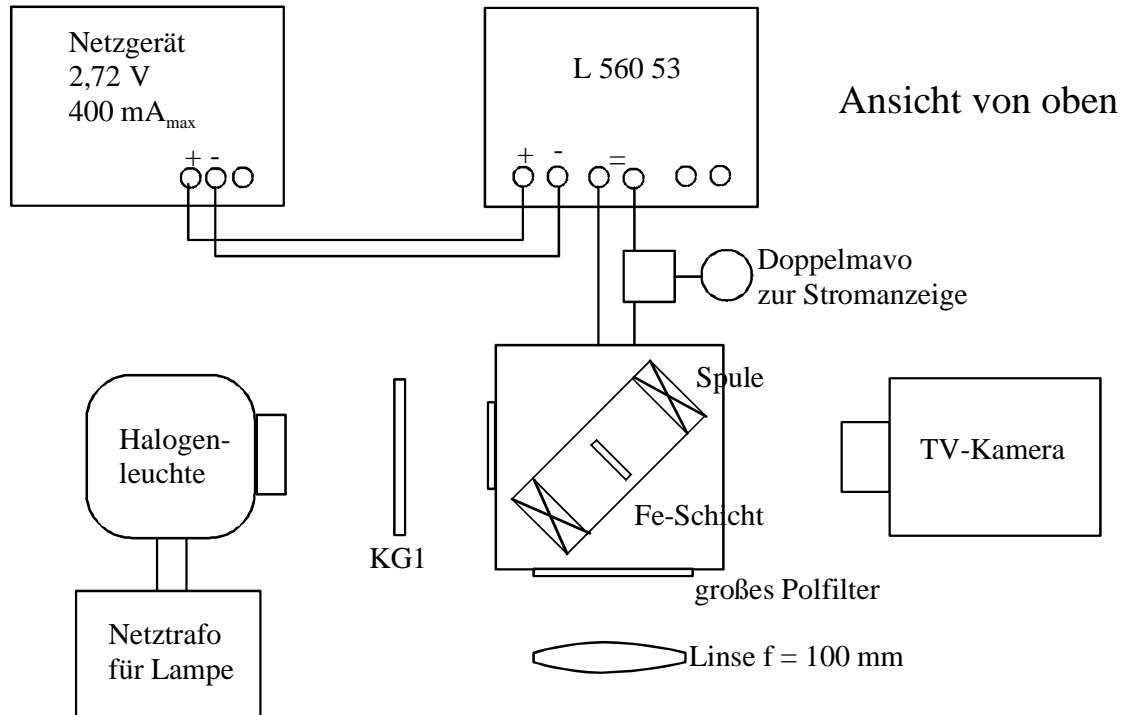 Netzgerät
2,72 V
400 mAmax
+ -
L 560 53
+ - =
Ansicht von oben
Doppelmavo
zur Stromanzeige
Spule
Halogen-
leuchte
TV-Kamera
Fe-Schicht
KG1
großes Polfilter
Netztrafo
für Lampe
Linse f = 100 mm